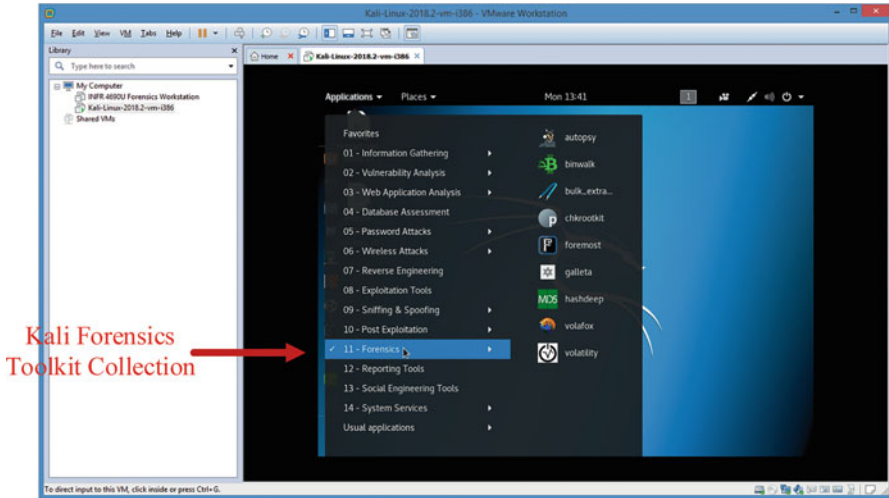 Kali-Linux-2018.2-vm-i386 - VMware Workstation
File Edit View VM Tabs Help
Library
Type here to search
My Computer
INFR 4690U Forensics Workstation
Kali-Linux-2018.2-vm-i386
Shared VMs
Home
Kali-Linux-2018.2-vm-i386
Applications Places Mon 13:41 1
Favorites
01 - Information Gathering
02 - Vulnerability Analysis
03 - Web Application Analysis
04 - Database Assessment
05 - Password Attacks
06 - Wireless Attacks
07 - Reverse Engineering
08 - Exploitation Tools
09 - Sniffing & Spoofing
10 - Post Exploitation
11 - Forensics
12 - Reporting Tools
13 - Social Engineering Tools
14 - System Services
Usual applications
autopsy
binwalk
bulk_extra...
chkrootkit
foremost
galleta
MD5 hashdeep
volafox
volatility
Kali Forensics
Toolkit Collection
To direct input to this VM, click inside or press Ctrl+G.